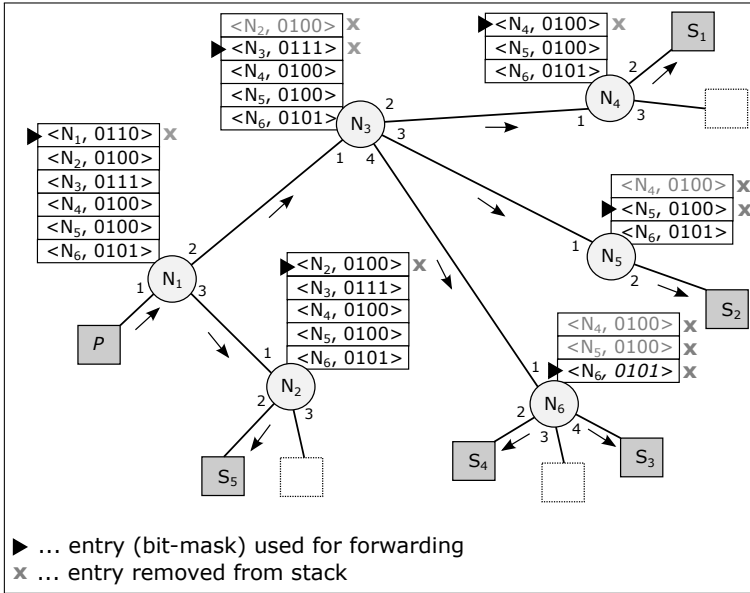 <N2, 0100> x
<N3, 0111> x
<N4, 0100>
<N5, 0100>
<N6, 0101>
<N4, 0100> x
<N5, 0100>
<N6, 0101>
S1
2
N4
1
3
2
N3
3
1
4
<N1, 0110> x
<N2, 0100>
<N3, 0111>
<N4, 0100>
<N5, 0100>
<N6, 0101>
2
1
N1
3
P
<N4, 0100> x
<N5, 0100> x
<N6, 0101>
1
N5
2
S2
<N2, 0100> x
<N3, 0111>
<N4, 0100>
<N5, 0100>
<N6, 0101>
1
N2
2
3
S5
<N4, 0100> x
<N5, 0100> x
<N6, 0101> x
1
N6
2
3
4
S4
S3
... entry (bit-mask) used for forwarding
x ... entry removed from stack